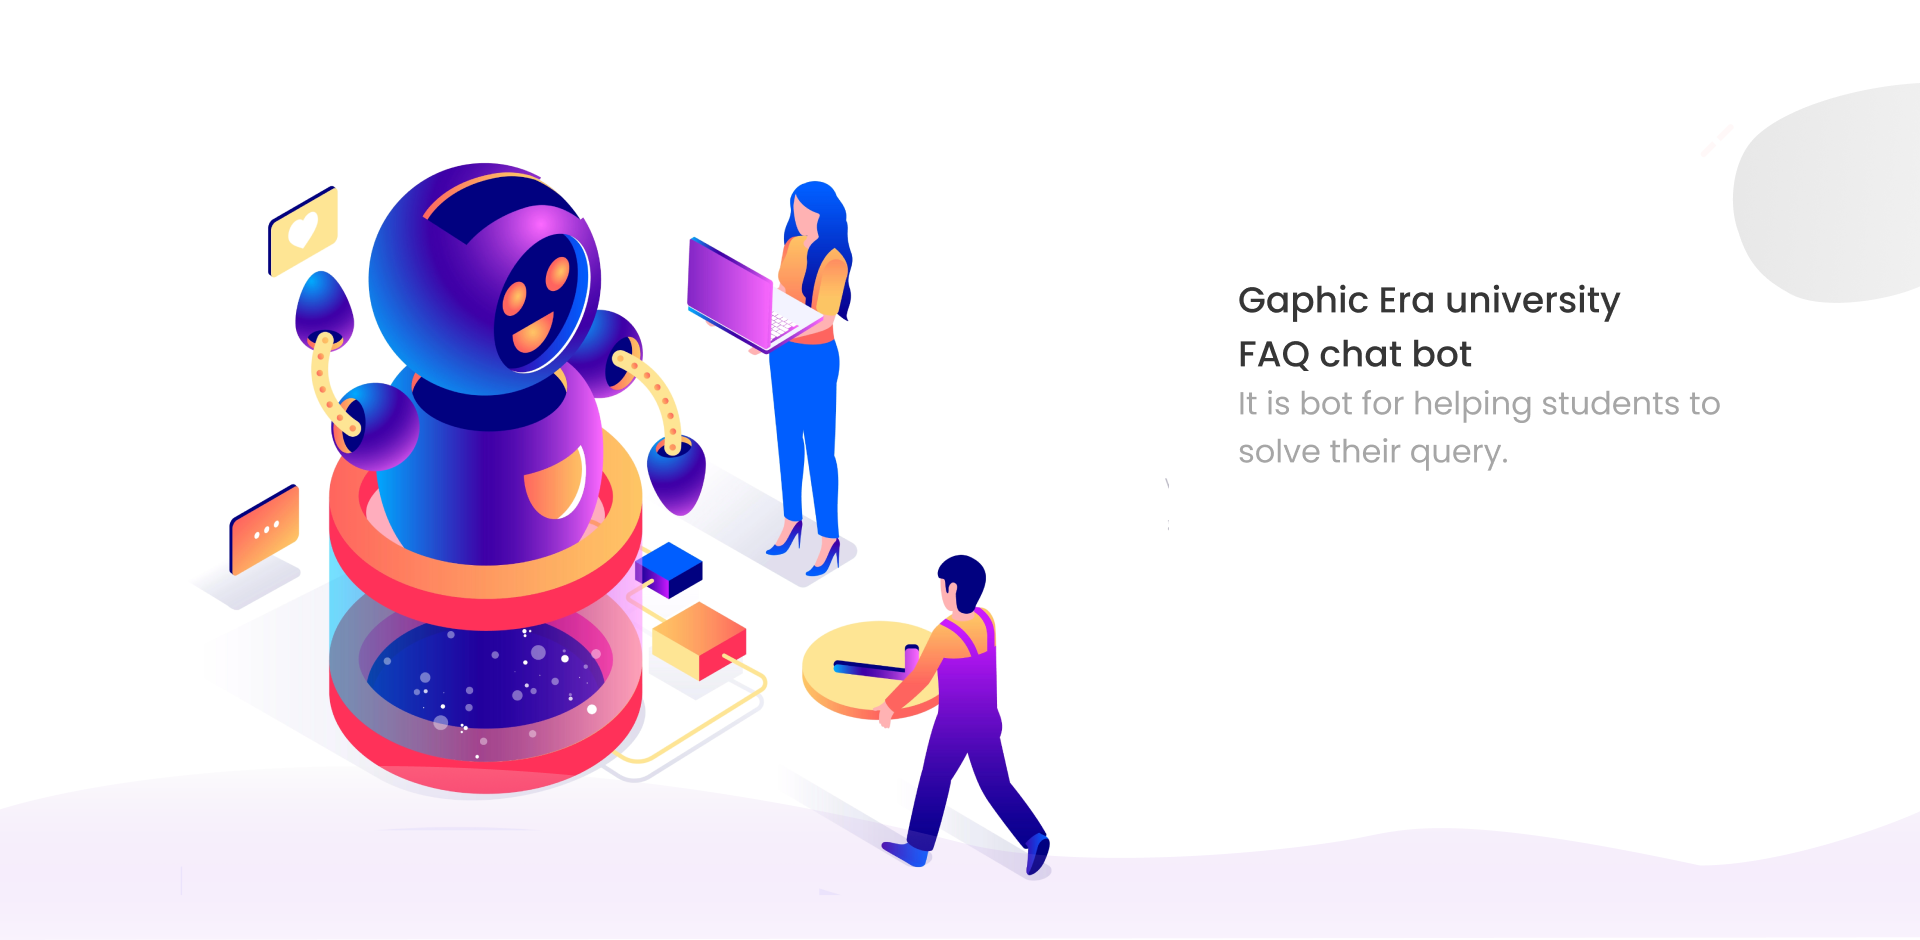 Gaphic Era university
FAQ chat bot
It is bot for helping students to
solve their query.